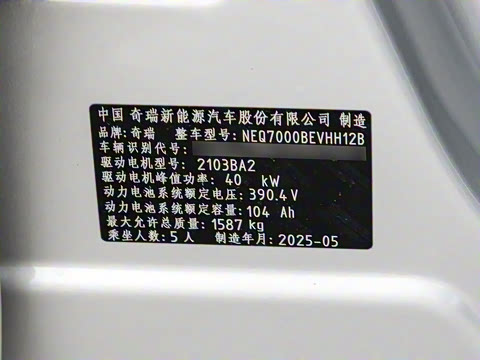 中国 奇瑞新能源汽车股份有限公司 制造
品牌: 奇瑞 整车型号: NEQ7000BEVHH12B
车辆识别代号:
驱动电机型号: 2103BA2
驱动电机峰值功率: 40 kW
动力电池系统额定电压: 390.4 V
动力电池系统额定容量: 104 Ah
最大允许总质量: 1587 kg
乘坐人数: 5 人 制造年月: 2025-05